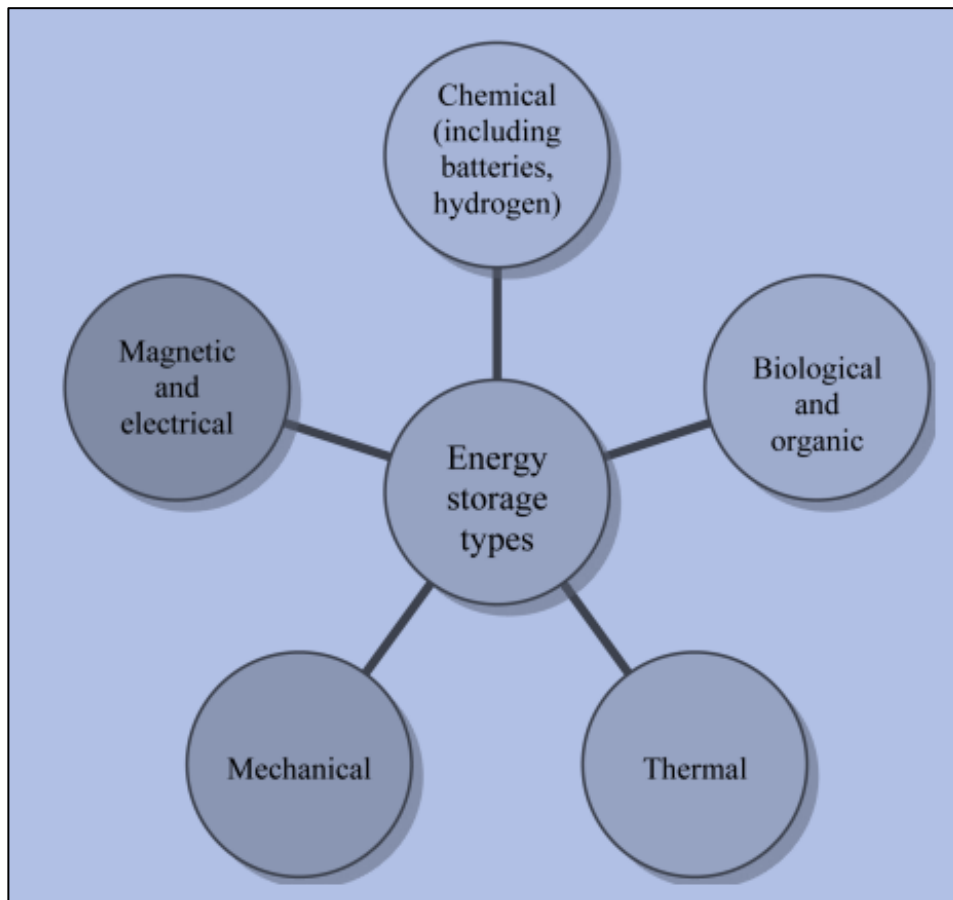 Chemical
(including
batteries,
hydrogen)
Magnetic
and
electrical
Biological
and
organic
Energy
storage
types
Mechanical
Thermal